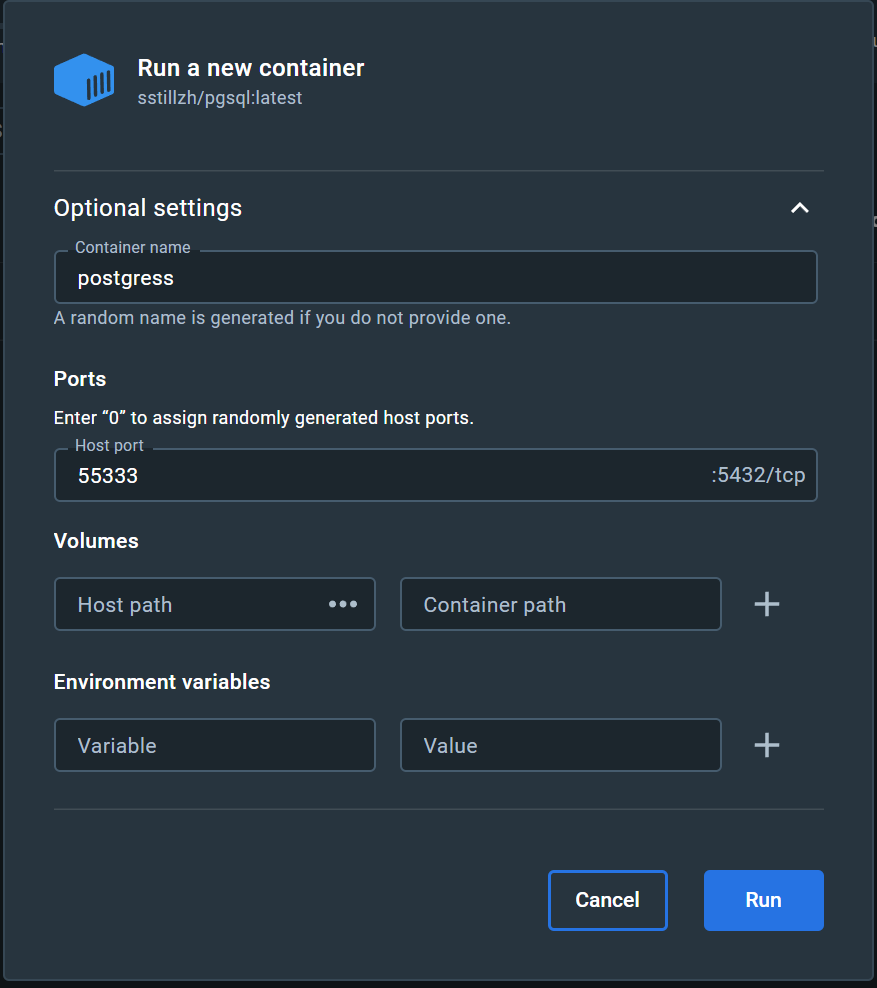 Run a new container
sstillzh/pgsql:latest
Optional settings
Container name
postgress
A random name is generated if you do not provide one.
Ports
Enter “0” to assign randomly generated host ports.
Host port
55333 :5432/tcp
Volumes
Host path ••• Container path +
Environment variables
Variable Value +
Cancel Run